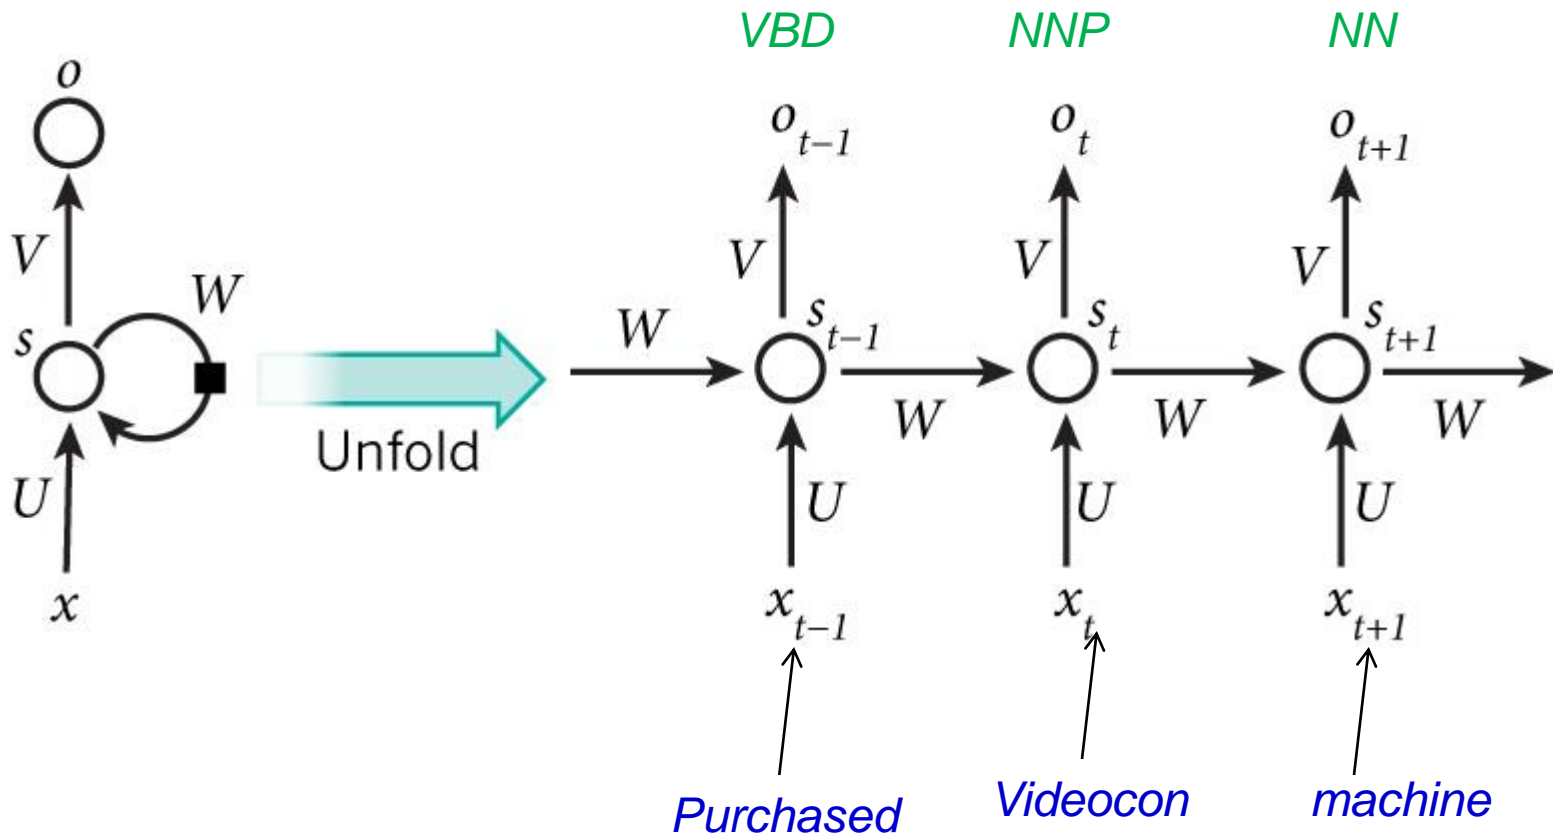 VBD NNP NN
o
o_{t-1} o_t o_{t+1}
V V V V
W
s
s_{t-1} s_t s_{t+1}
W
W W W
Unfold
U U U U
x
x_{t-1} x_t x_{t+1}
Purchased Videocon machine